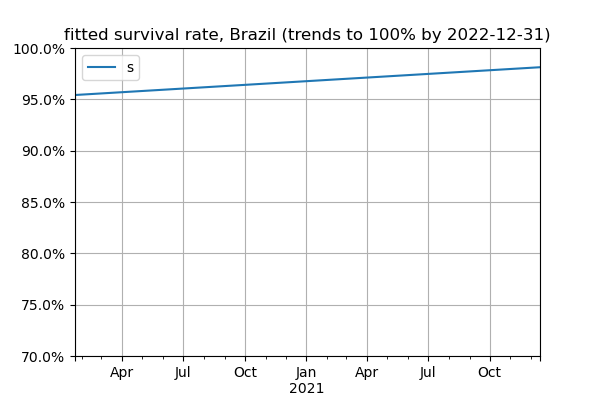 fitted survival rate, Brazil (trends to 100% by 2022-12-31)
100.0%
s
95.0%
90.0%
85.0%
80.0%
75.0%
70.0%
Apr Jul Oct Jan Apr Jul Oct
2021